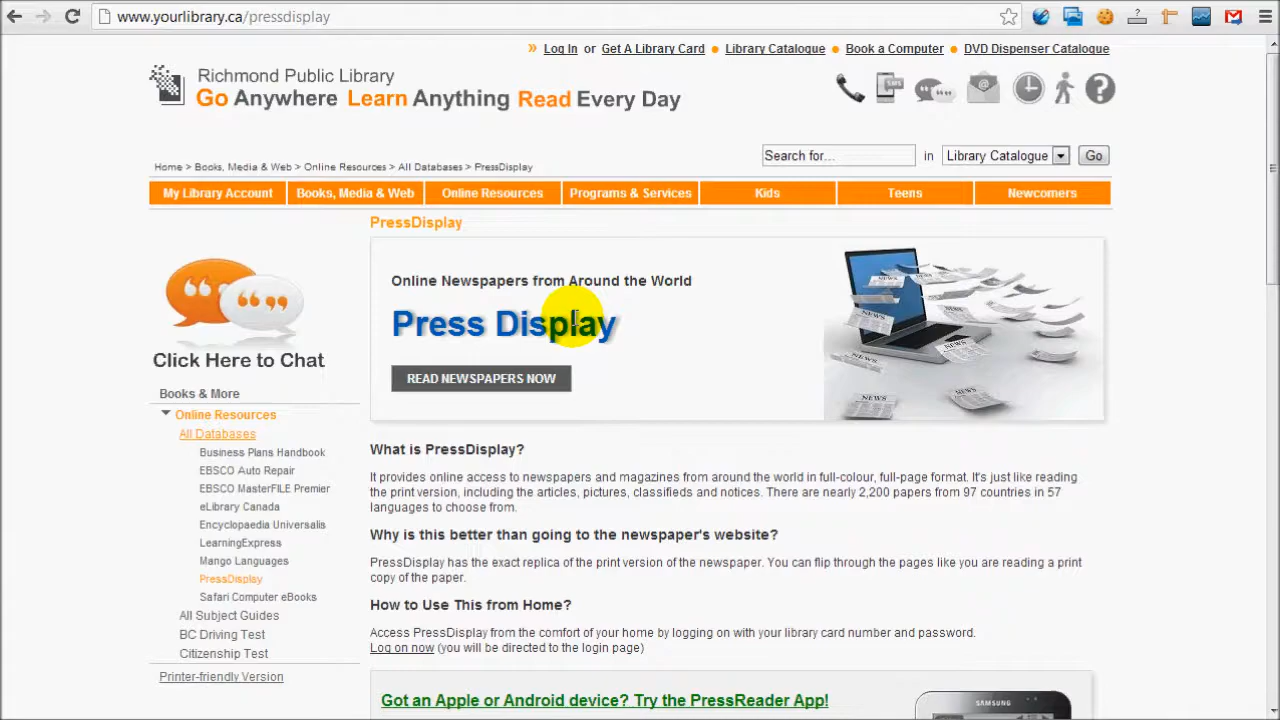 www.yourlibrary.ca/pressdisplay
» Log In or Get A Library Card • Library Catalogue • Book a Computer • DVD Dispenser Catalogue
Richmond Public Library
Go Anywhere Learn Anything Read Every Day
SMS
@
?
Home > Books, Media & Web > Online Resources > All Databases > PressDisplay
Search for... in Library Catalogue Go
My Library Account Books, Media & Web Online Resources Programs & Services Kids Teens Newcomers
PressDisplay
Click Here to Chat
Books & More
Online Resources
All Databases
Business Plans Handbook
EBSCO Auto Repair
EBSCO MasterFILE Premier
eLibrary Canada
Encyclopaedia Universalis
LearningExpress
Mango Languages
PressDisplay
Safari Computer eBooks
All Subject Guides
BC Driving Test
Citizenship Test
Printer-friendly Version
Online Newspapers from Around the World
Press Display
READ NEWSPAPERS NOW
NEWS
NEWS
NEWS
NEWS
NEWS
NEWS
What is PressDisplay?
It provides online access to newspapers and magazines from around the world in full-colour, full-page format. It's just like reading
the print version, including the articles, pictures, classifieds and notices. There are nearly 2,200 papers from 97 countries in 57
languages to choose from.
Why is this better than going to the newspaper's website?
PressDisplay has the exact replica of the print version of the newspaper. You can flip through the pages like you are reading a print
copy of the paper.
How to Use This from Home?
Access PressDisplay from the comfort of your home by logging on with your library card number and password.
Log on now (you will be directed to the login page)
Got an Apple or Android device? Try the PressReader App!
SAMSUNG